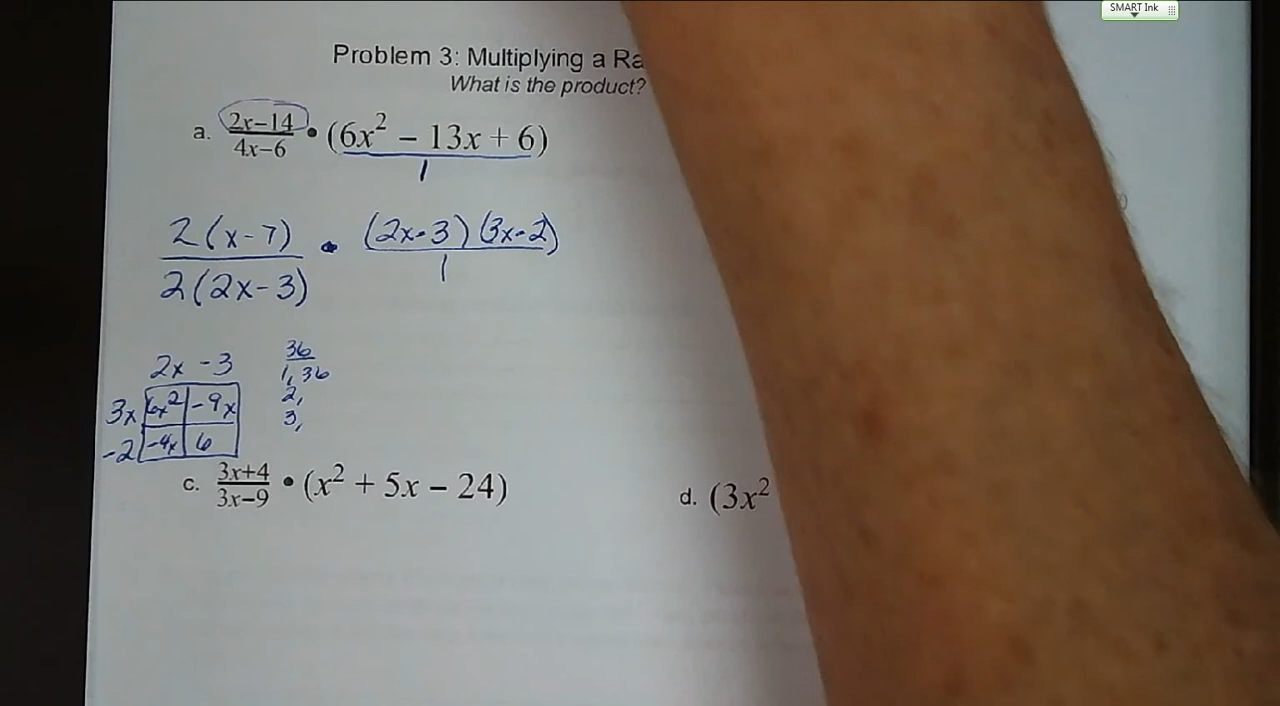 SMART Ink
Problem 3: Multiplying a Ra
What is the product?
a. 2x−14 / 4x−6 • (6x² − 13x + 6)
1
2(x-7) / 2(2x-3) • (2x-3)(3x-2) / 1
2x -3
3x 6x² -9x
-2 -4x 6
36
1, 36
2,
3,
c. 3x+4 / 3x−9 • (x² + 5x − 24)
d. (3x²